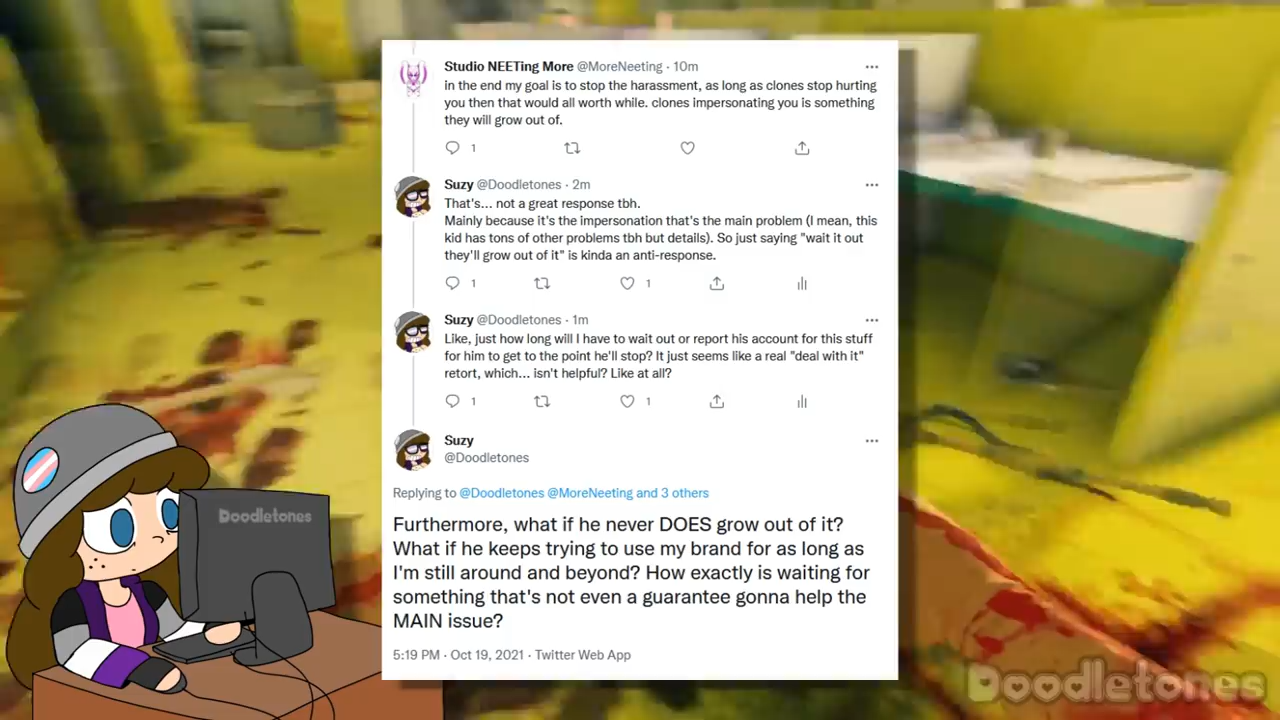 Studio NEETing More @MoreNeeting · 10m
in the end my goal is to stop the harassment, as long as clones stop hurting
you then that would all worth while. clones impersonating you is something
they will grow out of.
1
Suzy @Doodletones · 2m
That's... not a great response tbh.
Mainly because it's the impersonation that's the main problem (I mean, this
kid has tons of other problems tbh but details). So just saying "wait it out
they'll grow out of it" is kinda an anti-response.
1 1
Suzy @Doodletones · 1m
Like, just how long will I have to wait out or report his account for this stuff
for him to get to the point he'll stop? It just seems like a real "deal with it"
retort, which... isn't helpful? Like at all?
1 1
Suzy
@Doodletones
Replying to @Doodletones @MoreNeeting and 3 others
Furthermore, what if he never DOES grow out of it?
What if he keeps trying to use my brand for as long as
I'm still around and beyond? How exactly is waiting for
something that's not even a guarantee gonna help the
MAIN issue?
5:19 PM · Oct 19, 2021 · Twitter Web App
Doodletones
Doodletones